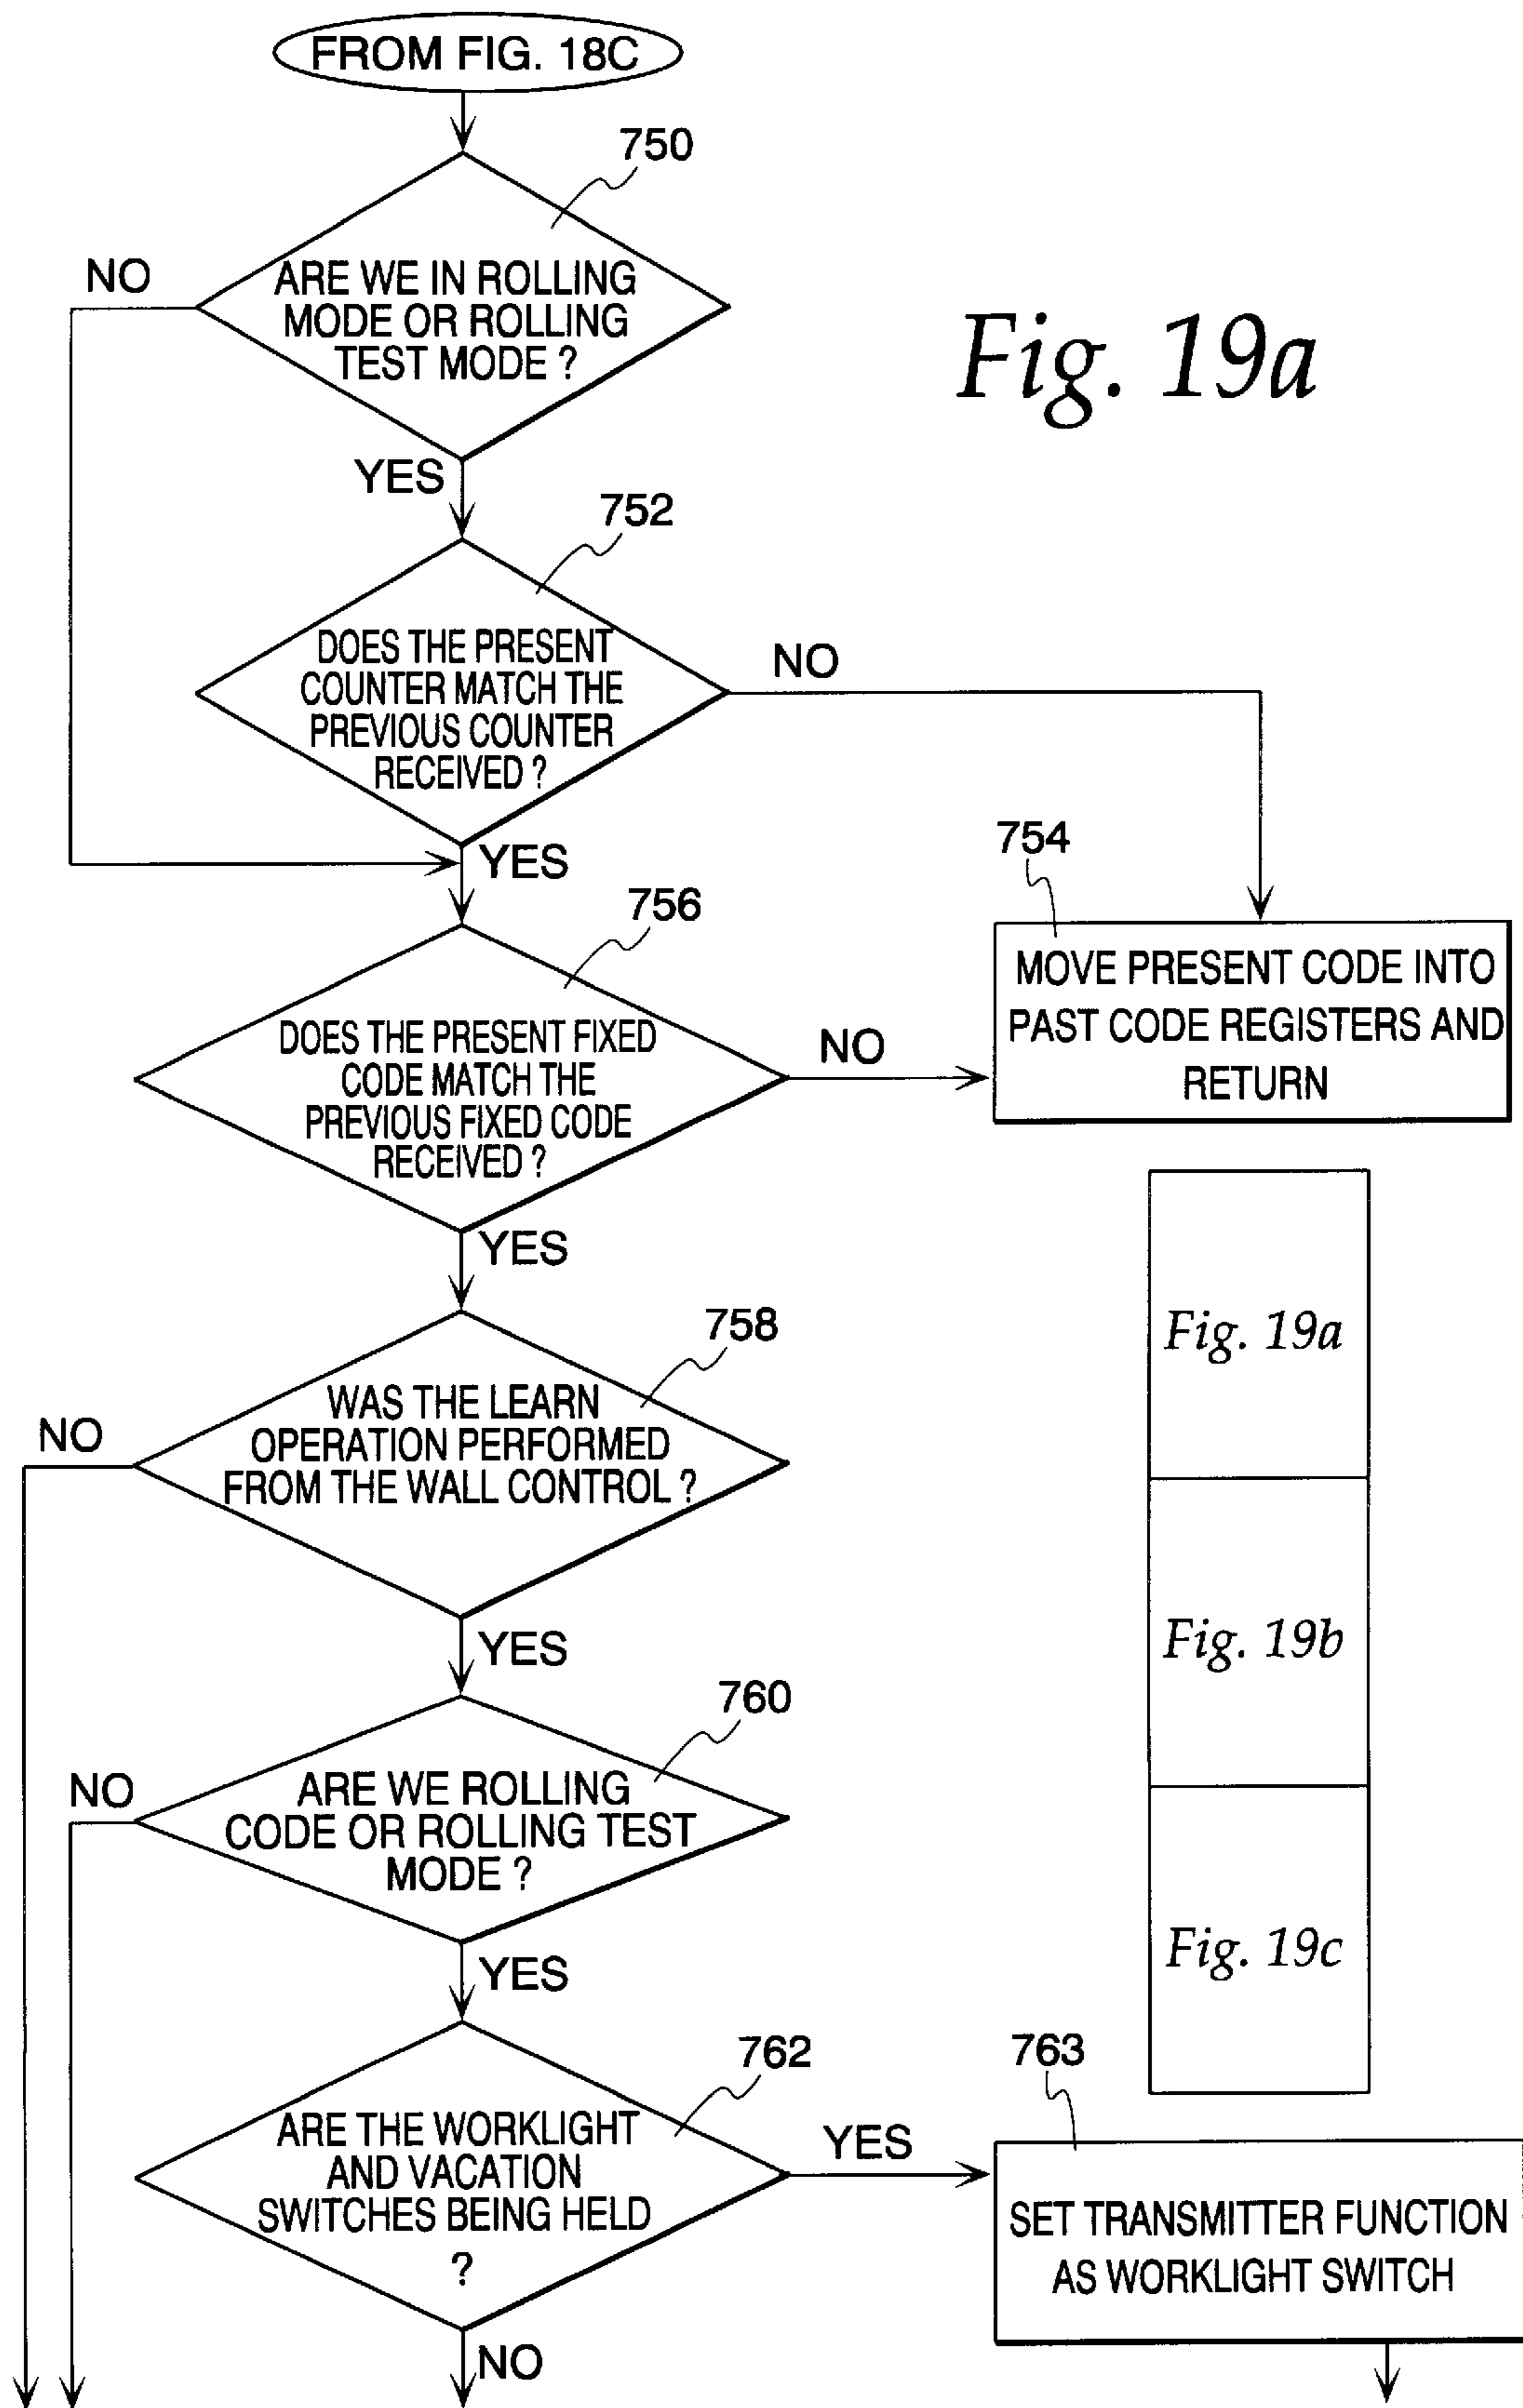 FROM FIG. 18C
750
NO
ARE WE IN ROLLING
MODE OR ROLLING
TEST MODE ?
Fig. 19a
YES
752
DOES THE PRESENT
COUNTER MATCH THE
PREVIOUS COUNTER
RECEIVED ?
NO
YES
754
MOVE PRESENT CODE INTO
PAST CODE REGISTERS AND
RETURN
756
DOES THE PRESENT FIXED
CODE MATCH THE
PREVIOUS FIXED CODE
RECEIVED ?
NO
YES
758
NO
WAS THE LEARN
OPERATION PERFORMED
FROM THE WALL CONTROL ?
YES
Fig. 19a
Fig. 19b
Fig. 19c
760
NO
ARE WE ROLLING
CODE OR ROLLING TEST
MODE ?
YES
762
ARE THE WORKLIGHT
AND VACATION
SWITCHES BEING HELD
?
YES
763
SET TRANSMITTER FUNCTION
AS WORKLIGHT SWITCH
NO